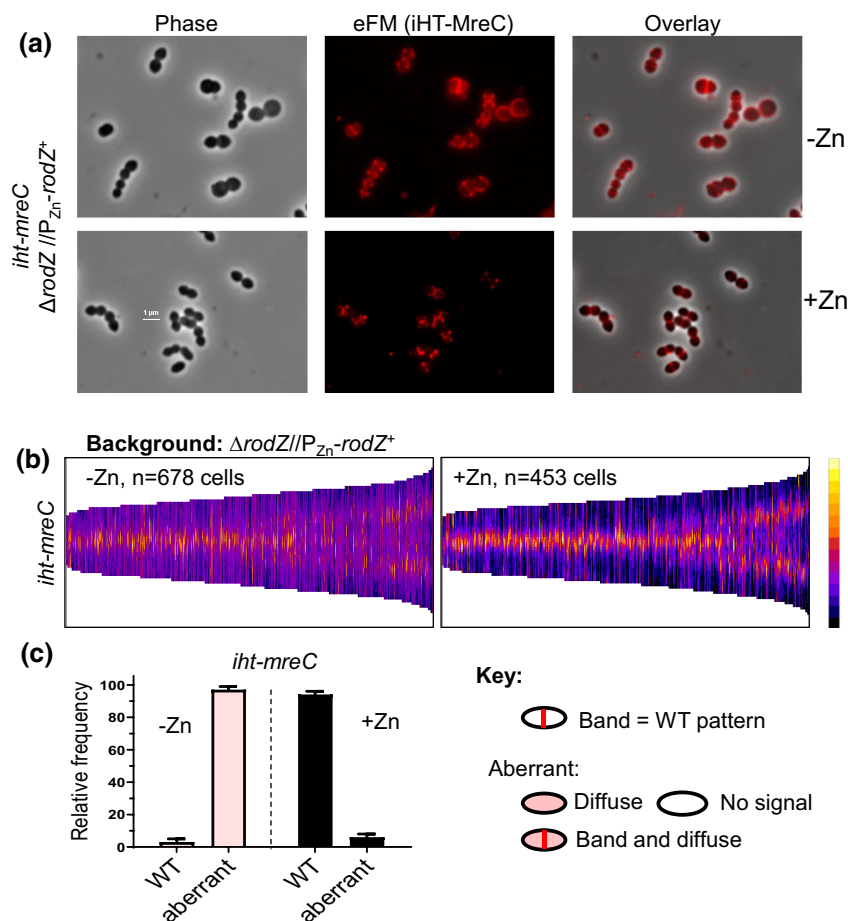 (a)
Phase
eFM (iHT-MreC)
Overlay
iht-mreC
ΔrodZ //P_Zn-rodZ⁺
-Zn
1 µm
+Zn
Background: ΔrodZ//P_Zn-rodZ⁺
(b)
-Zn, n=678 cells
+Zn, n=453 cells
iht-mreC
(c)
iht-mreC
Relative frequency
100
80
60
40
20
0
-Zn
+Zn
WT
aberrant
WT
aberrant
Key:
Band = WT pattern
Aberrant:
Diffuse
No signal
Band and diffuse